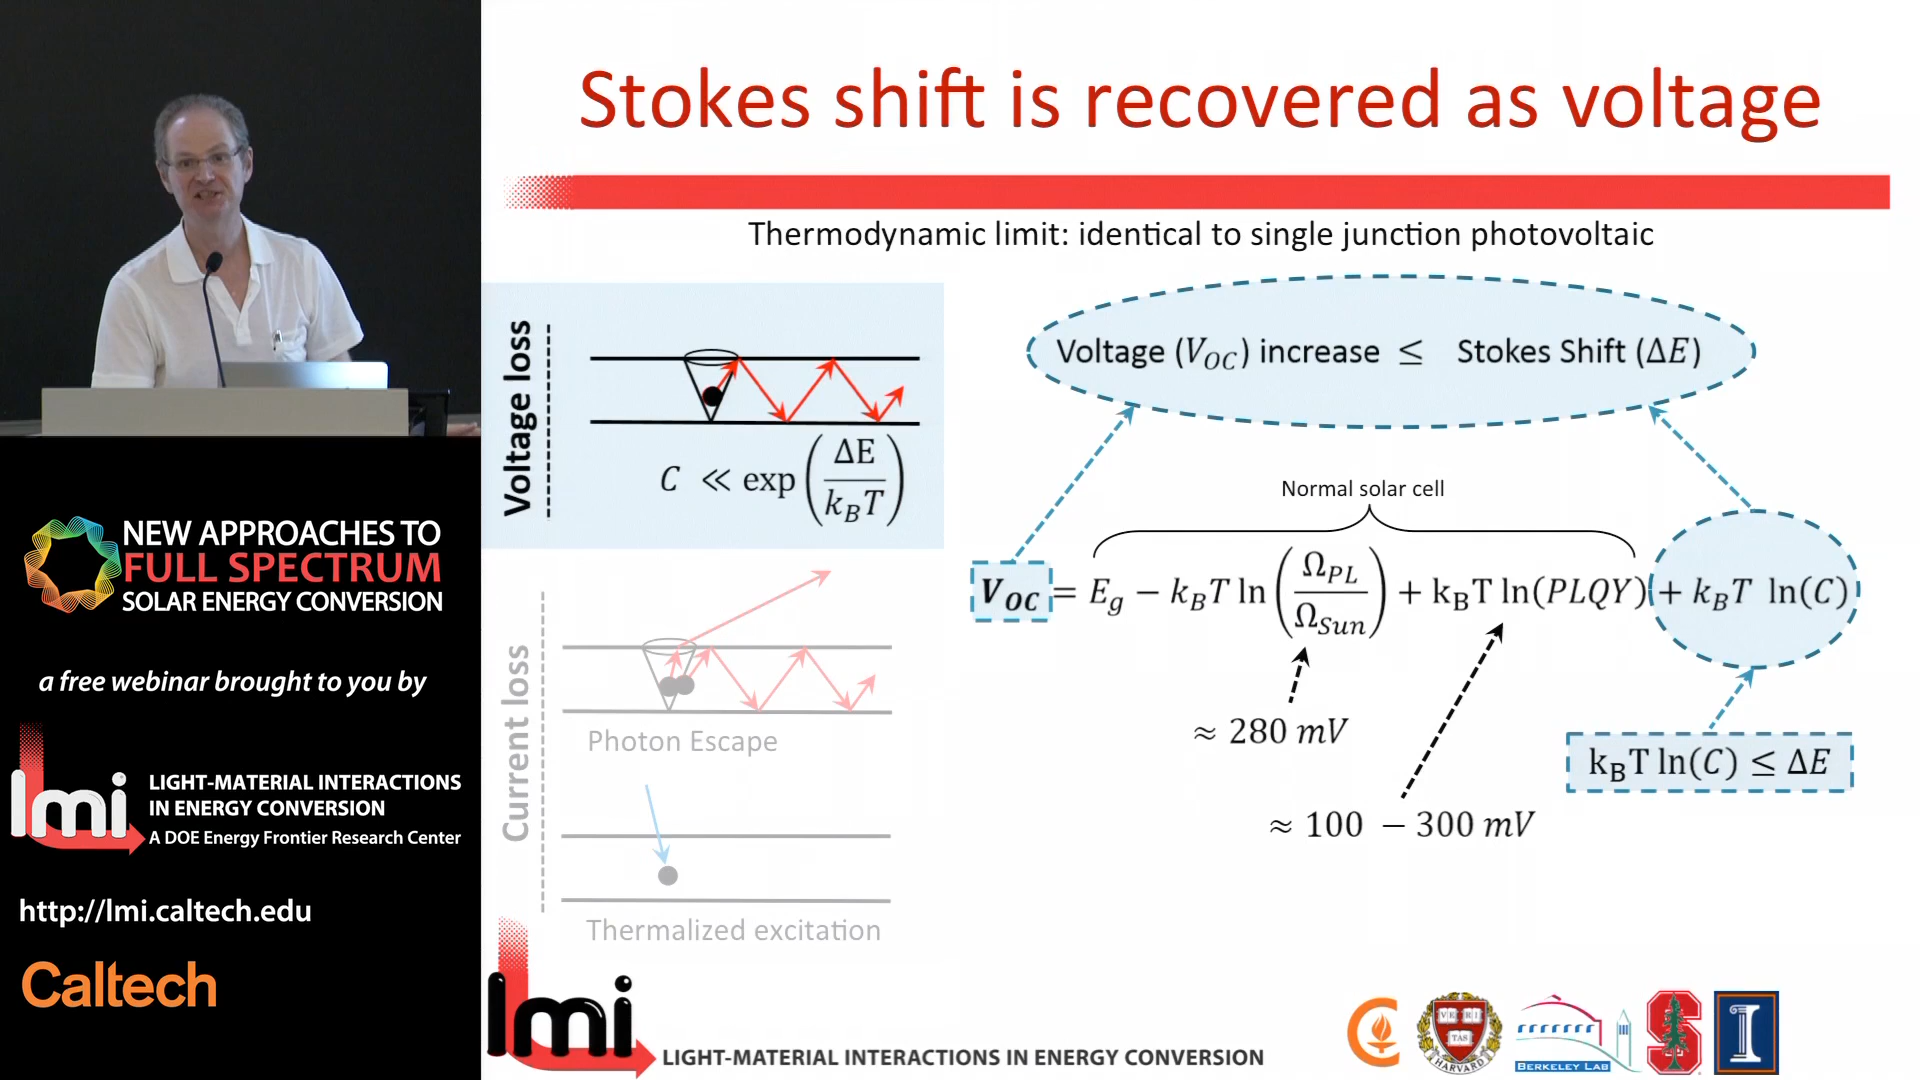 Stokes shift is recovered as voltage
Thermodynamic limit: identical to single junction photovoltaic
Voltage loss
C ≪ exp(ΔE/k_BT)
Current loss
Photon Escape
Thermalized excitation
Voltage (V_OC) increase ≤ Stokes Shift (ΔE)
Normal solar cell
V_OC = E_g − k_BT ln(Ω_PL/Ω_Sun) + k_BT ln(PLQY) + k_BT ln(C)
≈ 280 mV
k_BT ln(C) ≤ ΔE
≈ 100 − 300 mV
NEW APPROACHES TO
FULL SPECTRUM
SOLAR ENERGY CONVERSION
a free webinar brought to you by
lmi
LIGHT-MATERIAL INTERACTIONS
IN ENERGY CONVERSION
A DOE Energy Frontier Research Center
http://lmi.caltech.edu
Caltech
lmi
LIGHT-MATERIAL INTERACTIONS IN ENERGY CONVERSION
VE RI
TAS
HARVARD
BERKELEY LAB
S
I